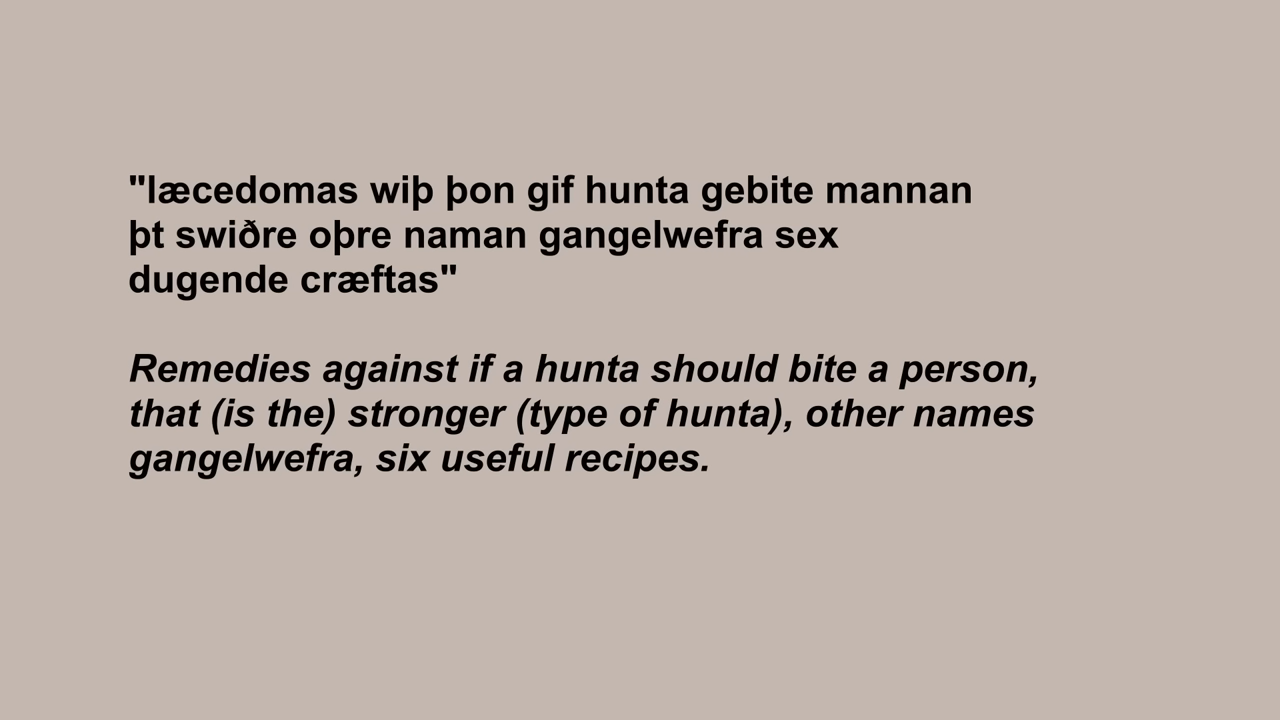 "læcedomas wiþ þon gif hunta gebite mannan
þt swiðre oþre naman gangelwefra sex
dugende cræftas"
Remedies against if a hunta should bite a person,
that (is the) stronger (type of hunta), other names
gangelwefra, six useful recipes.